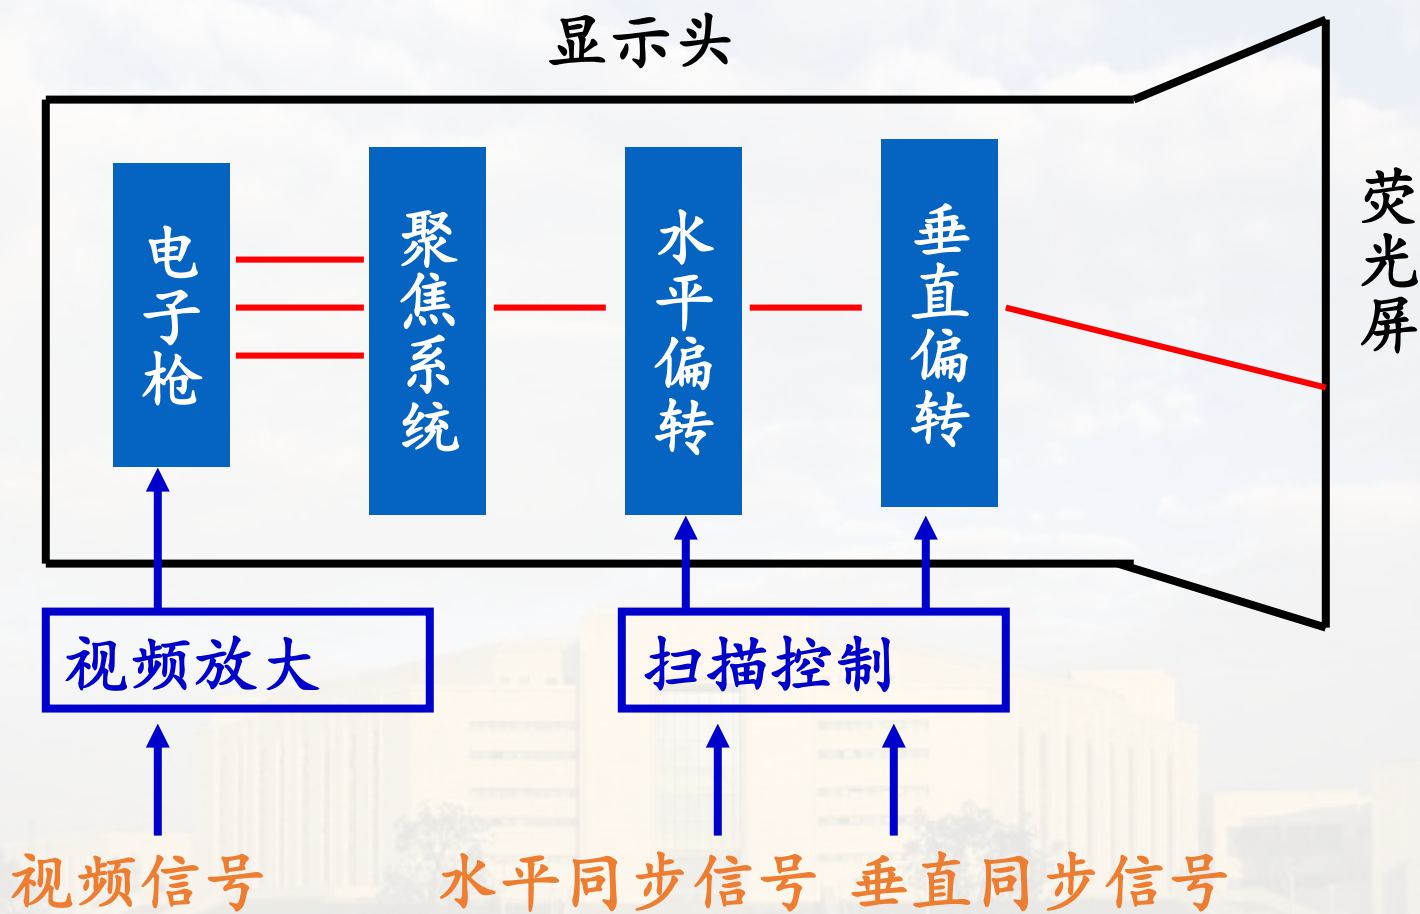 显示头
电子枪
聚焦系统
水平偏转
垂直偏转
荧光屏
视频放大
扫描控制
视频信号
水平同步信号
垂直同步信号